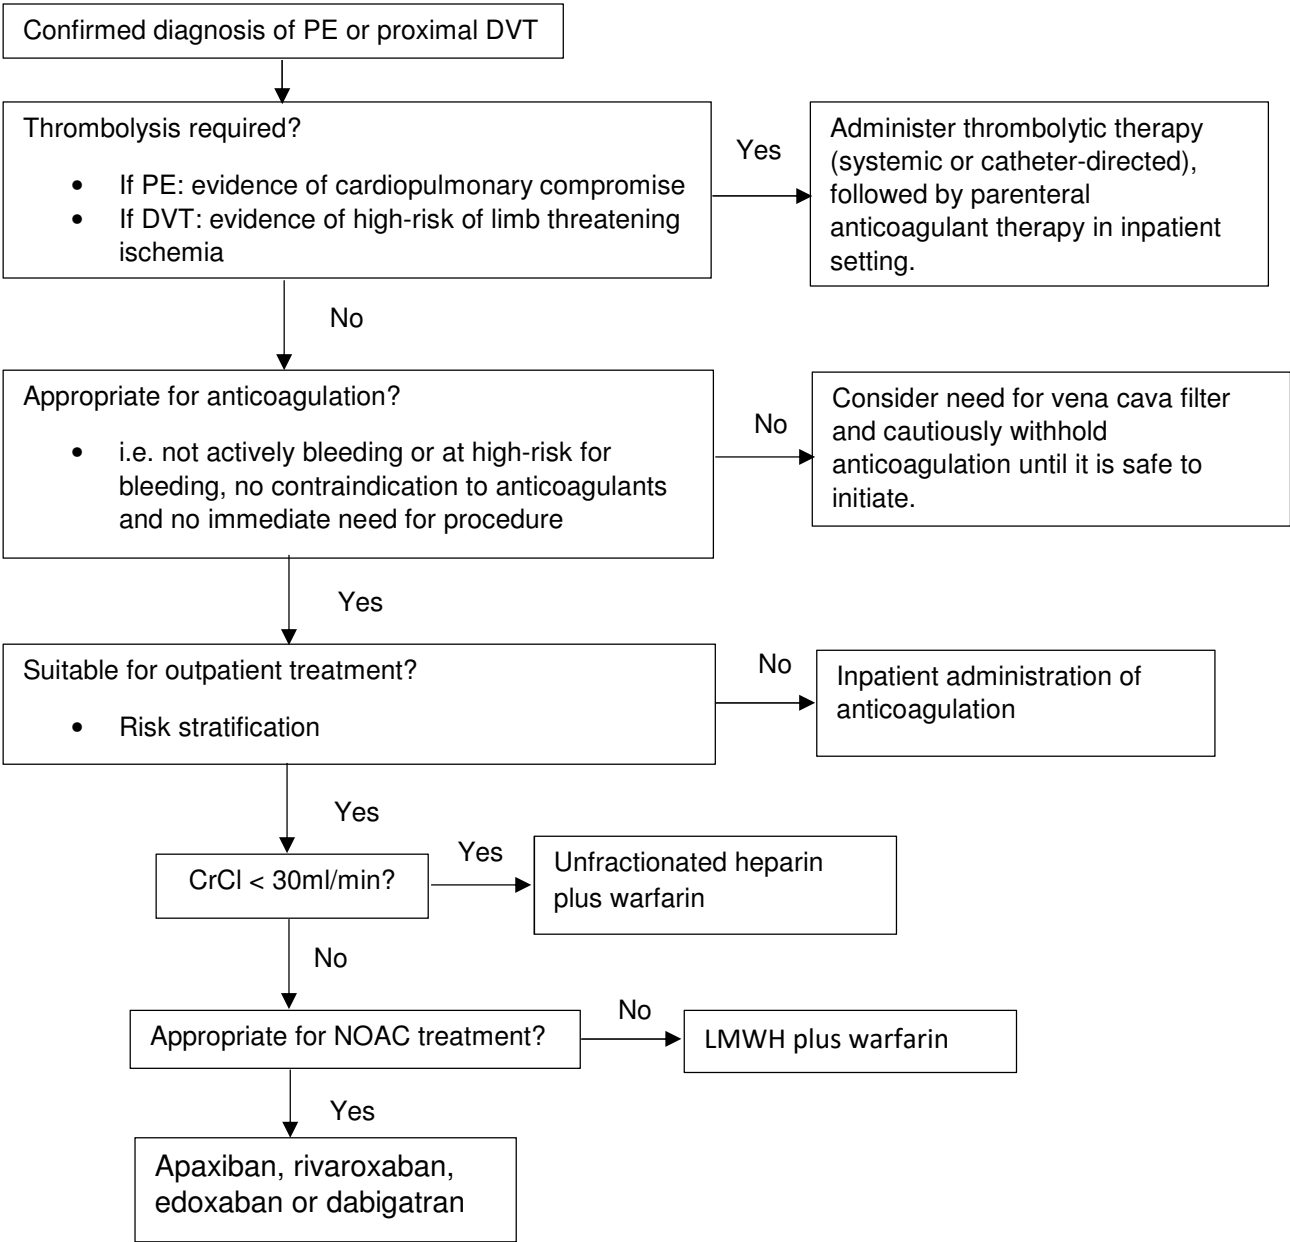 Confirmed diagnosis of PE or proximal DVT
Thrombolysis required?
• If PE: evidence of cardiopulmonary compromise
• If DVT: evidence of high-risk of limb threatening
ischemia
Yes
Administer thrombolytic therapy
(systemic or catheter-directed),
followed by parenteral
anticoagulant therapy in inpatient
setting.
No
Appropriate for anticoagulation?
• i.e. not actively bleeding or at high-risk for
bleeding, no contraindication to anticoagulants
and no immediate need for procedure
No
Consider need for vena cava filter
and cautiously withhold
anticoagulation until it is safe to
initiate.
Yes
Suitable for outpatient treatment?
• Risk stratification
No
Inpatient administration of
anticoagulation
Yes
CrCl < 30ml/min?
Yes
Unfractionated heparin
plus warfarin
No
Appropriate for NOAC treatment?
No
LMWH plus warfarin
Yes
Apaxiban, rivaroxaban,
edoxaban or dabigatran